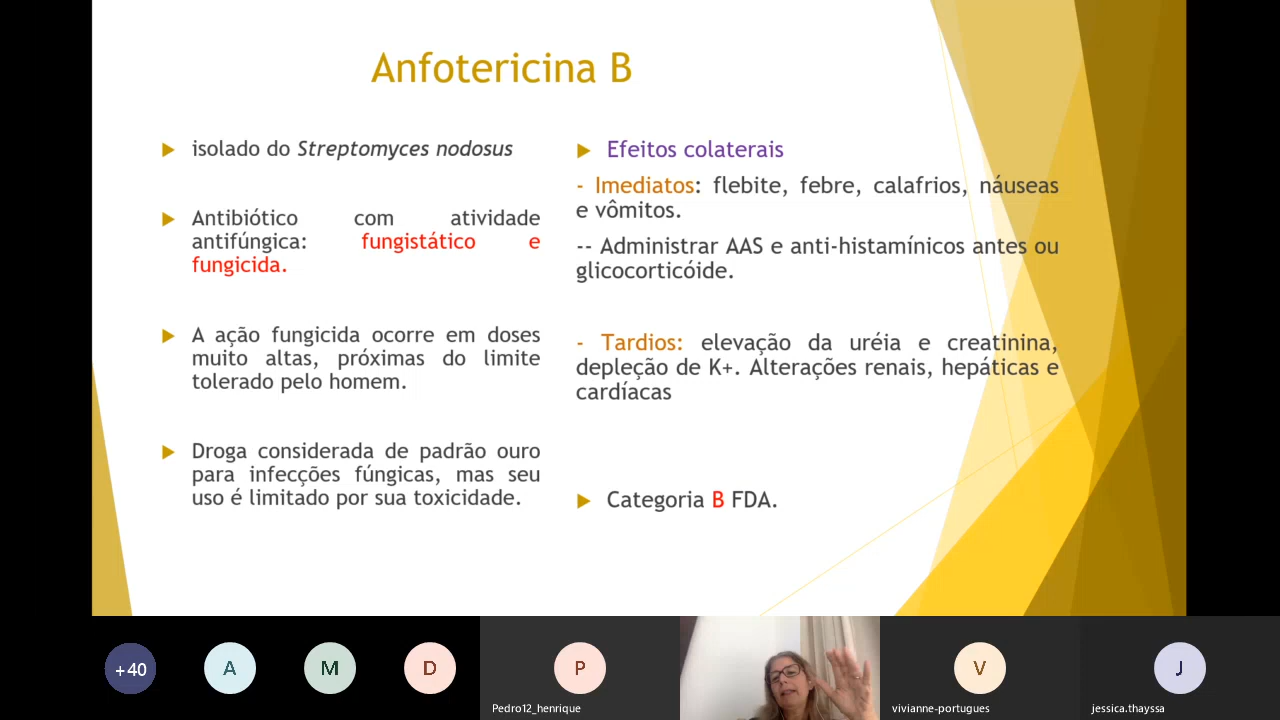 Anfotericina B
isolado do Streptomyces nodosus
Antibiótico com atividade
antifúngica: fungistático e
fungicida.
A ação fungicida ocorre em doses
muito altas, próximas do limite
tolerado pelo homem.
Droga considerada de padrão ouro
para infecções fúngicas, mas seu
uso é limitado por sua toxicidade.
Efeitos colaterais
- Imediatos: flebite, febre, calafrios, náuseas
e vômitos.
-- Administrar AAS e anti-histamínicos antes ou
glicocorticóide.
- Tardios: elevação da uréia e creatinina,
depleção de K+. Alterações renais, hepáticas e
cardíacas
Categoria B FDA.
+40
A
M
D
P
V
J
Pedro12_henrique
vivianne-portugues
jessica.thayssa